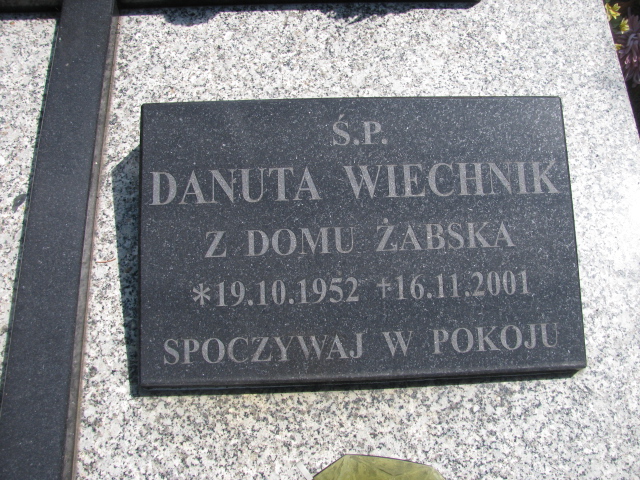 Ś.P.
DANUTA WIECHNIK
Z DOMU ŻABSKA
*19.10.1952 +16.11.2001
SPOCZYWAJ W POKOJU